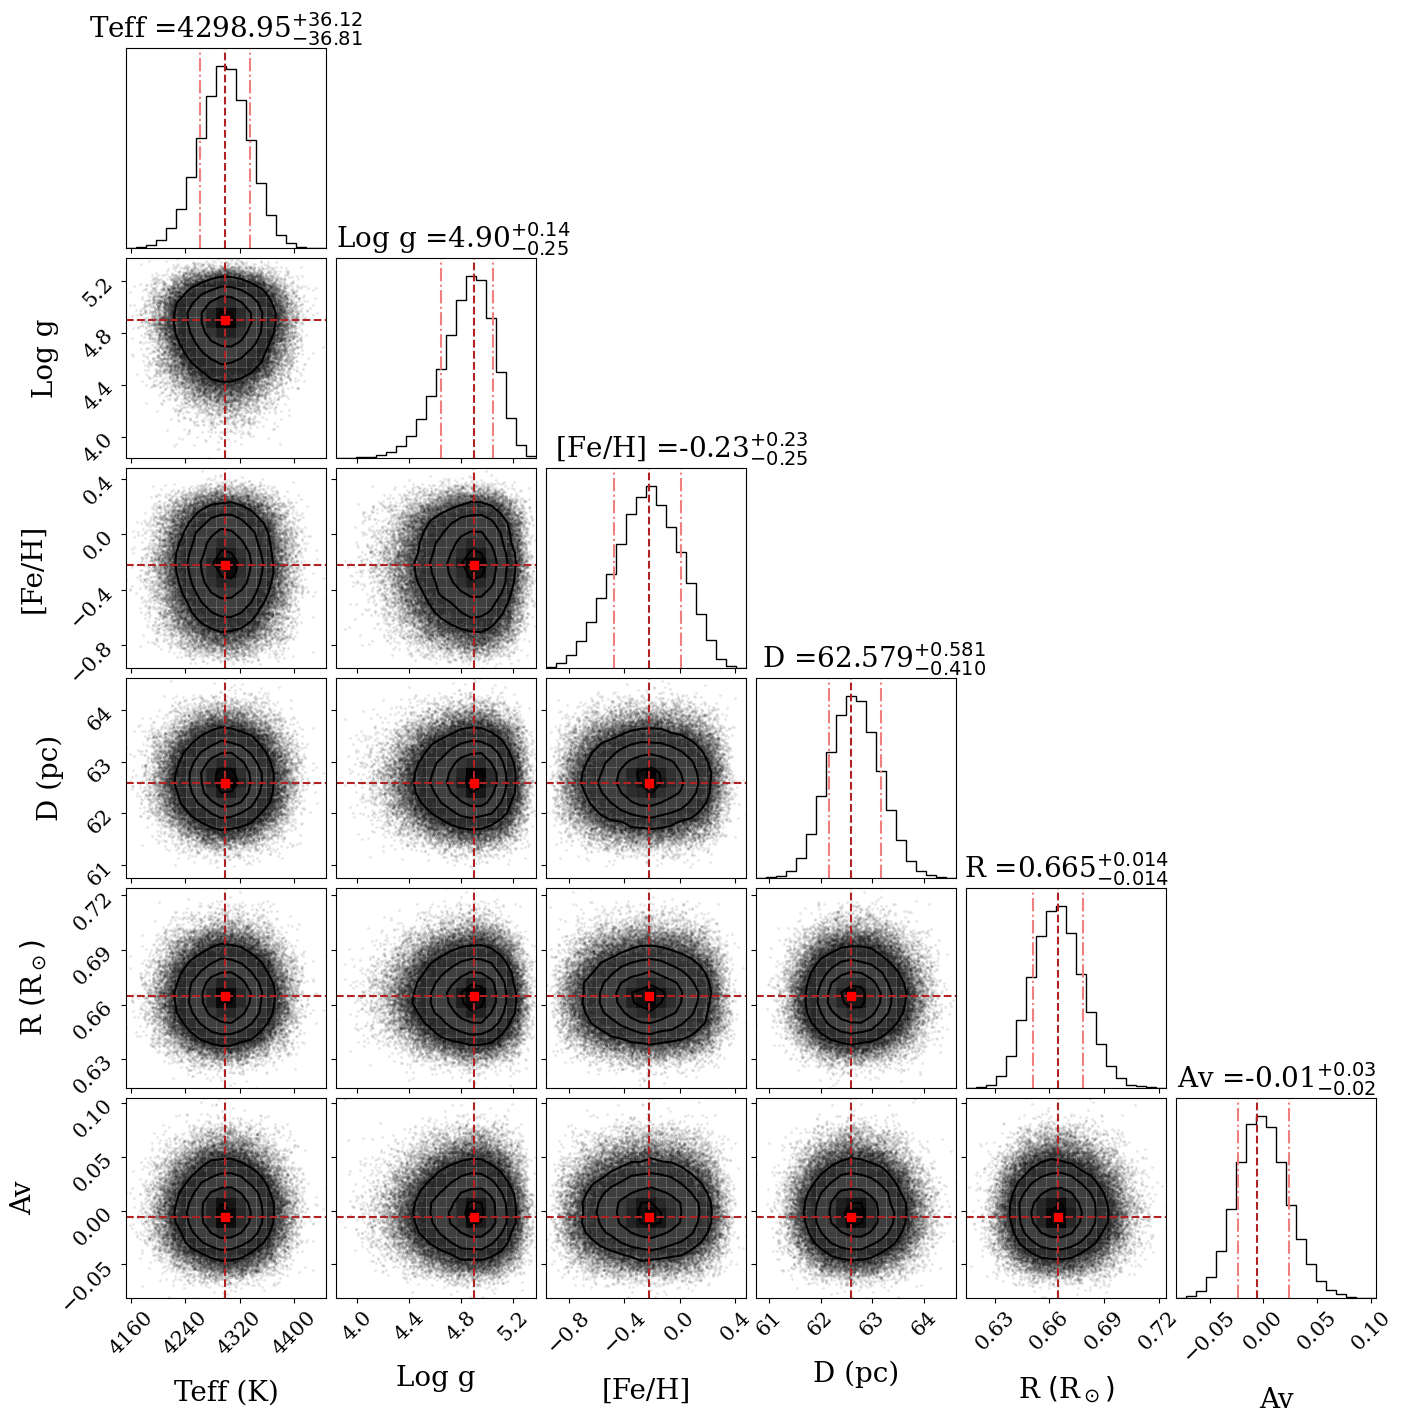 Teff =4298.95+36.12−36.81
Log g =4.90+0.14−0.25
5.2
4.8
4.4
4.0
Log g
[Fe/H] =-0.23+0.23−0.25
0.4
0.0
−0.4
−0.8
[Fe/H]
D =62.579+0.581−0.410
64
63
62
61
D (pc)
R =0.665+0.014−0.014
0.72
0.69
0.66
0.63
R (R⊙)
Av =-0.01+0.03−0.02
0.10
0.05
0.00
−0.05
Av
4160 4240 4320 4400 4.0 4.4 4.8 5.2 −0.8 −0.4 0.0 0.4 61 62 63 64 0.63 0.66 0.69 0.72 −0.05 0.00 0.05 0.10
Teff (K) Log g [Fe/H] D (pc) R (R⊙) Av